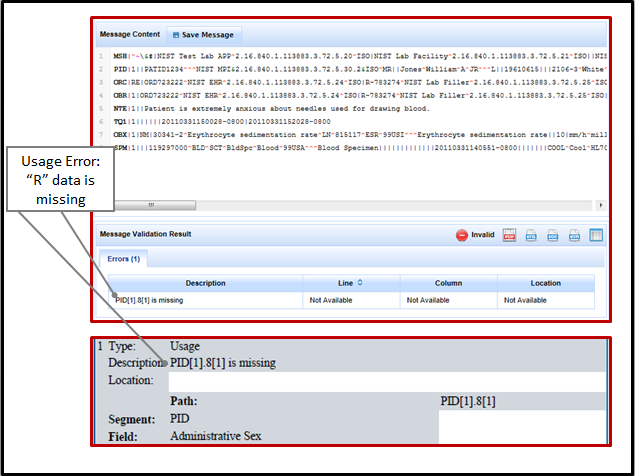 Message Content
Save Message
1 MSH|^~\&#|NIST Test Lab APP^2.16.840.1.113883.3.72.5.20^ISO|NIST Lab Facility^2.16.840.1.113883.3.72.5.21^ISO||NIS
2 PID|1||PATID1234^^^NIST MPI&2.16.840.1.113883.3.72.5.30.2&ISO^MR||Jones^William^A^JR^^^L||19610615|||2106-3^White
3 ORC|RE|ORD723222^NIST EHR^2.16.840.1.113883.3.72.5.24^ISO|R-783274^NIST Lab Filler^2.16.840.1.113883.3.72.5.25^ISO
4 OBR|1|ORD723222^NIST EHR^2.16.840.1.113883.3.72.5.24^ISO|R-783274^NIST Lab Filler^2.16.840.1.113883.3.72.5.25^ISO
5 NTE|1||Patient is extremely anxious about needles used for drawing blood.
6 TQ1|1||||||20110331150028-0800|20110331152028-0800
7 OBX|1|NM|30341-2^Erythrocyte sedimentation rate^LN^815117^ESR^99USI^^^Erythrocyte sedimentation rate||10|mm/h^mill
SPM|1|||119297000^BLD^SCT^BldSpc^Blood^99USA^^^Blood Specimen|||||||||||||20110331140551-0800|||||||COOL^Cool^HL70
Usage Error:
“R” data is
missing
Message Validation Result
Invalid
Errors (1)
Description Line Column Location
PID[1].8[1] is missing Not Available Not Available Not Available
1 Type: Usage
Description: PID[1].8[1] is missing
Location:
Path: PID[1].8[1]
Segment: PID
Field: Administrative Sex